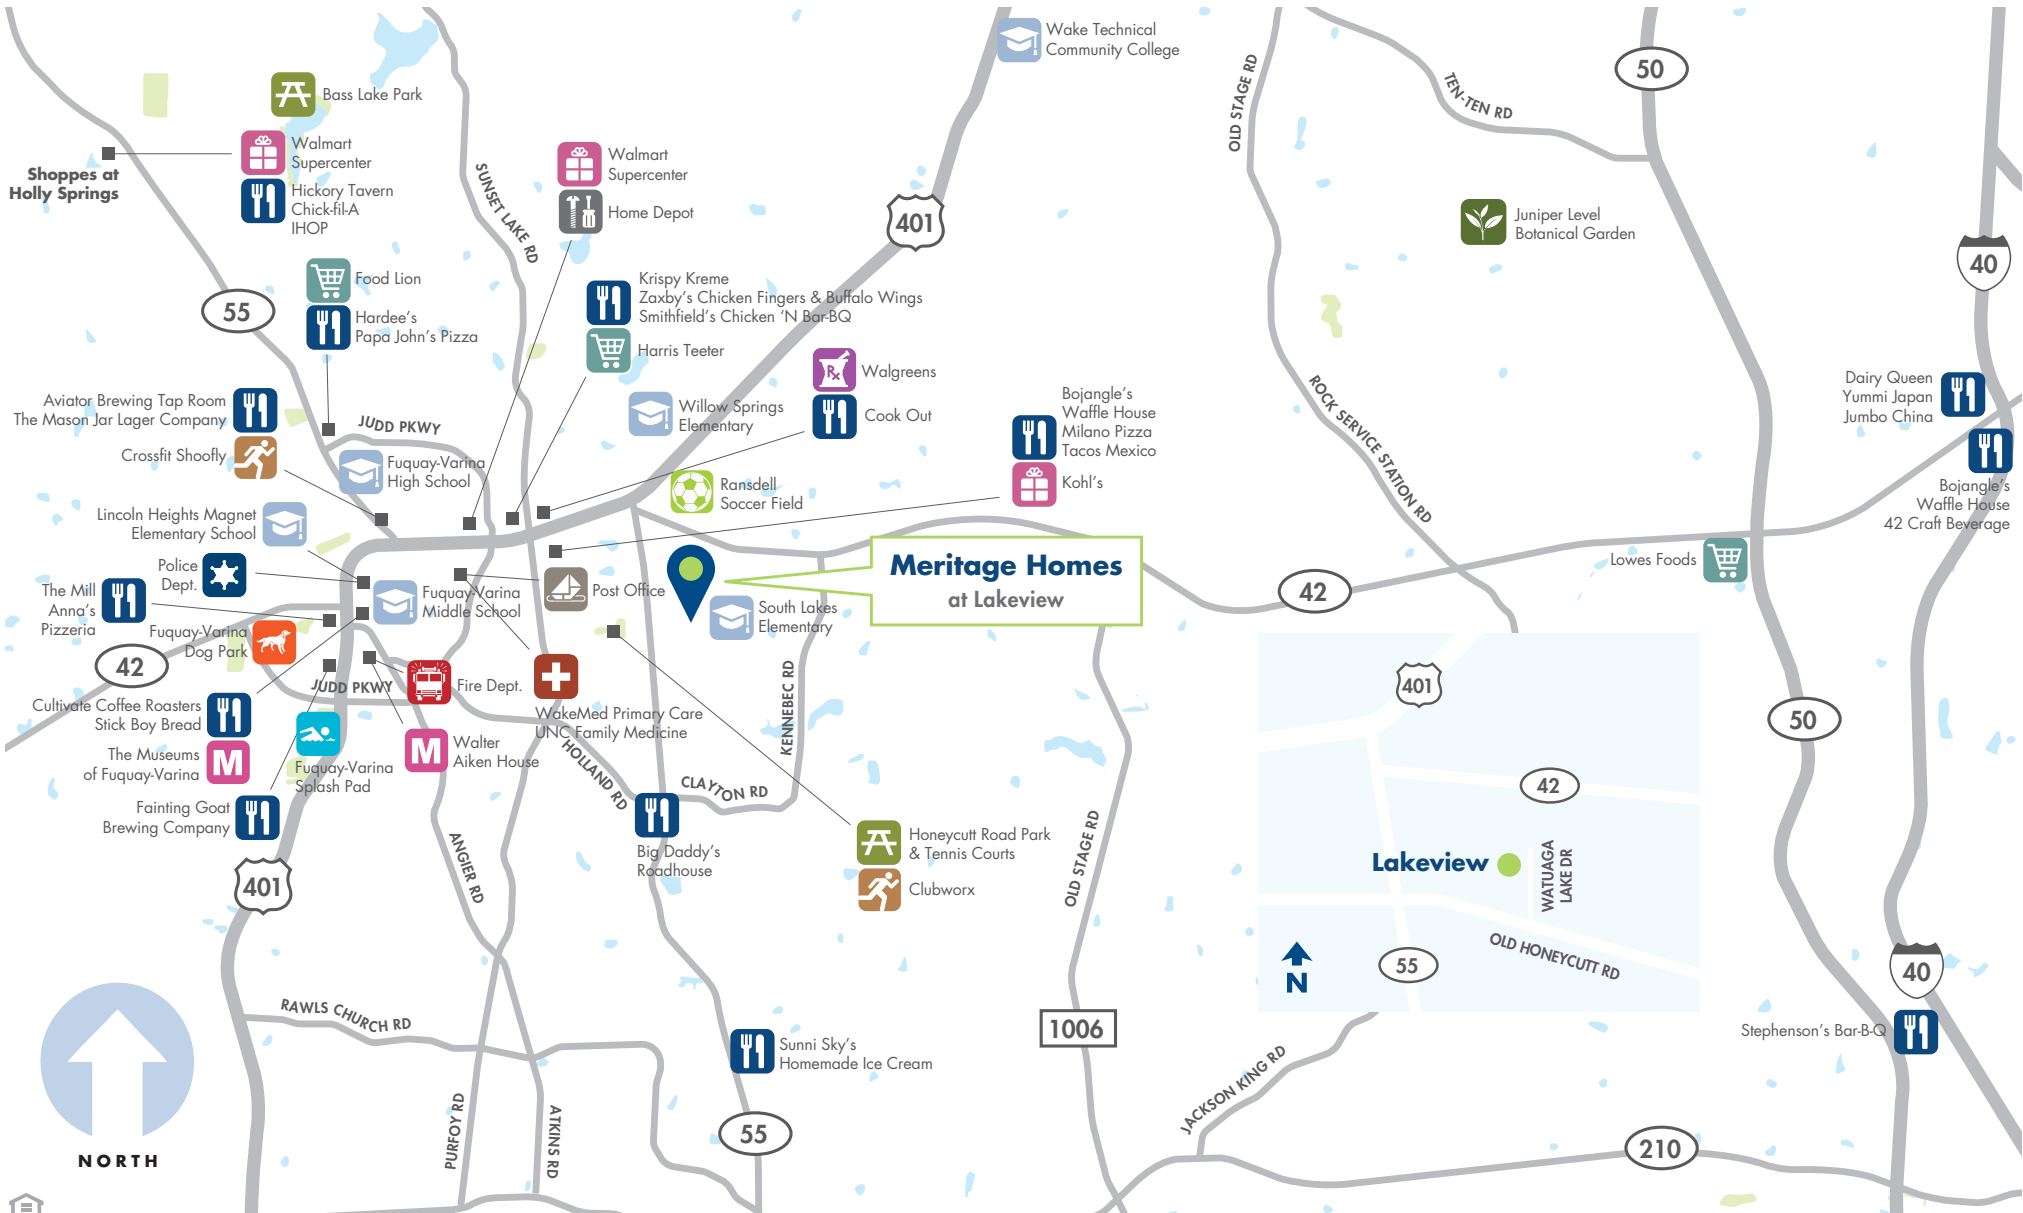 Wake Technical
Community College
OLD STAGE RD
TEN-TEN RD
50
Bass Lake Park
Walmart
Supercenter
Shoppes at
Holly Springs
Hickory Tavern
Chick-fil-A
IHOP
SUNSET LAKE RD
Walmart
Supercenter
Home Depot
401
Juniper Level
Botanical Garden
40
Food Lion
Hardee's
Papa John's Pizza
55
Krispy Kreme
Zaxby's Chicken Fingers & Buffalo Wings
Smithfield's Chicken 'N Bar-BQ
Harris Teeter
Rx
Walgreens
Cook Out
Willow Springs
Elementary
Bojangle's
Waffle House
Milano Pizza
Tacos Mexico
Kohl's
ROCK SERVICE STATION RD
Dairy Queen
Yummi Japan
Jumbo China
Bojangle's
Waffle House
42 Craft Beverage
Aviator Brewing Tap Room
The Mason Jar Lager Company
Crossfit Shoofly
JUDD PKWY
Fuquay-Varina
High School
Ransdell
Soccer Field
Lincoln Heights Magnet
Elementary School
Police
Dept.
The Mill
Anna's
Pizzeria
Fuquay-Varina
Dog Park
Fuquay-Varina
Middle School
Post Office
South Lakes
Elementary
Meritage Homes
at Lakeview
42
Lowes Foods
42
JUDD PKWY
Fire Dept.
WakeMed Primary Care
UNC Family Medicine
KENNEBEC RD
Cultivate Coffee Roasters
Stick Boy Bread
M
The Museums
of Fuquay-Varina
Fuquay-Varina
Splash Pad
M
Walter
Aiken House
HOLLAND RD
CLAYTON RD
Fainting Goat
Brewing Company
401
ANGIER RD
Big Daddy's
Roadhouse
Honeycutt Road Park
& Tennis Courts
Clubworx
OLD STAGE RD
401
42
Lakeview
WATUAGA
LAKE DR
OLD HONEYCUTT RD
55
N
50
40
Stephenson's Bar-B-Q
NORTH
RAWLS CHURCH RD
PURFOY RD
ATKINS RD
Sunni Sky's
Homemade Ice Cream
55
1006
JACKSON KING RD
210